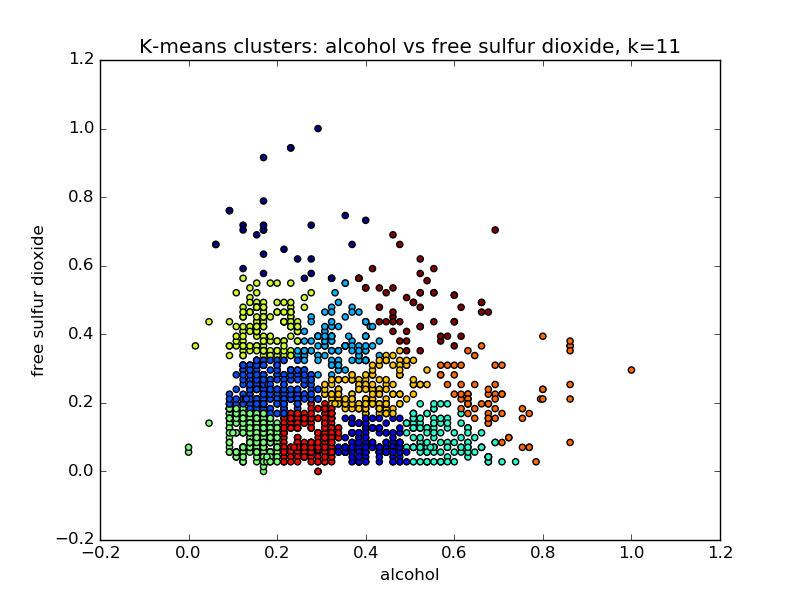 K-means clusters: alcohol vs free sulfur dioxide, k=11
1.2
1.0
0.8
0.6
0.4
0.2
0.0
−0.2
free sulfur dioxide
−0.2 0.0 0.2 0.4 0.6 0.8 1.0 1.2
alcohol